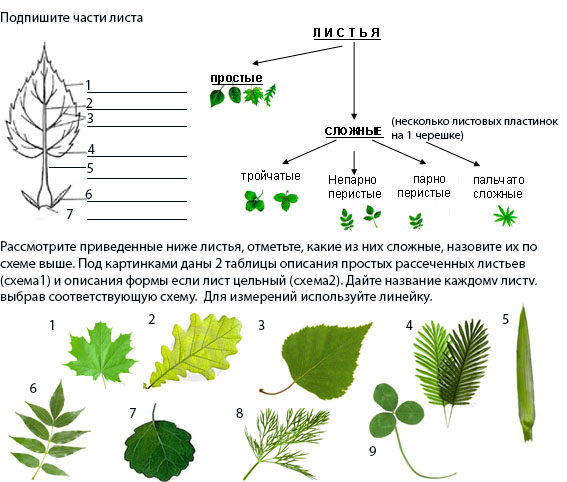 Подпишите части листа
Л И С Т Ь Я
простые
1
2
3
4
5
6
7
СЛОЖНЫЕ
(несколько листовых пластинок
на 1 черешке)
тройчатые
Непарно
перистые
парно
перистые
пальчато
сложные
Рассмотрите приведенные ниже листья, отметьте, какие из них сложные, назовите их по
схеме выше. Под картинками даны 2 таблицы описания простых рассеченных листьев
(схема1) и описания формы если лист цельный (схема2). Дайте название каждому листу,
выбрав соответствующую схему. Для измерений используйте линейку.
1
2
3
4
5
6
7
8
9